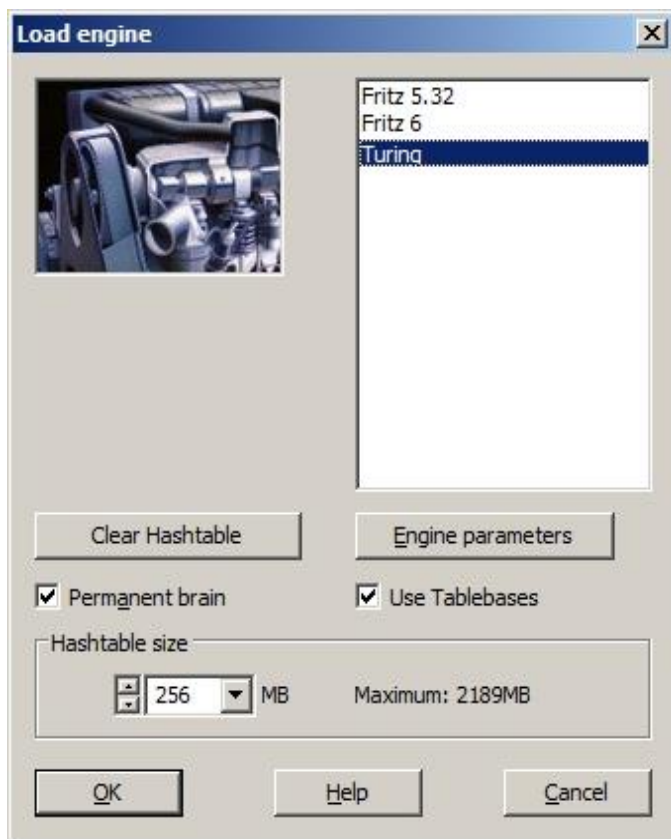 Load engine
Fritz 5.32
Fritz 6
Turing
Clear Hashtable
Engine parameters
Permanent brain
Use Tablebases
Hashtable size
256 MB Maximum: 2189MB
OK Help Cancel